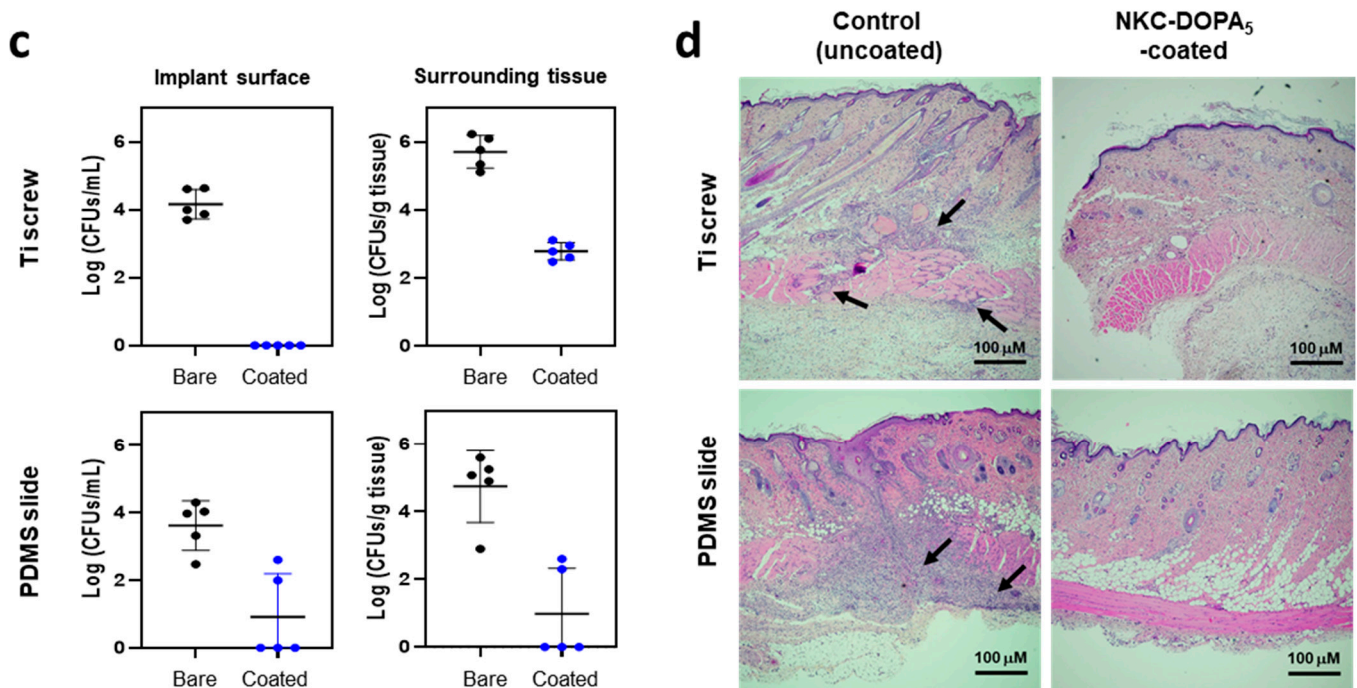 c
Implant surface
Surrounding tissue
Ti screw
Log (CFUs/mL)
6
4
2
0
Bare
Coated
Log (CFUs/g tissue)
6
4
2
0
Bare
Coated
PDMS slide
Log (CFUs/mL)
6
4
2
0
Bare
Coated
Log (CFUs/g tissue)
6
4
2
0
Bare
Coated
d
Control
(uncoated)
NKC-DOPA₅
-coated
Ti screw
100 µM
100 µM
PDMS slide
100 µM
100 µM